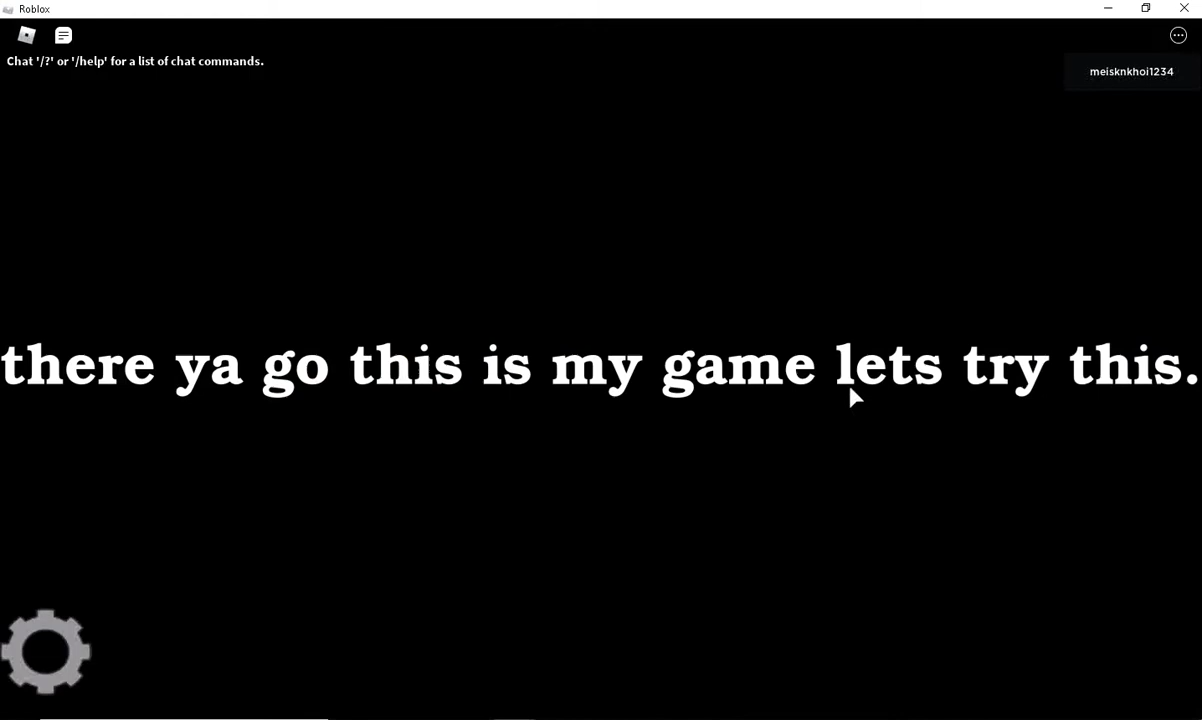 Roblox
Chat '/?' or '/help' for a list of chat commands.
meisknkhoi1234
there ya go this is my game lets try this.